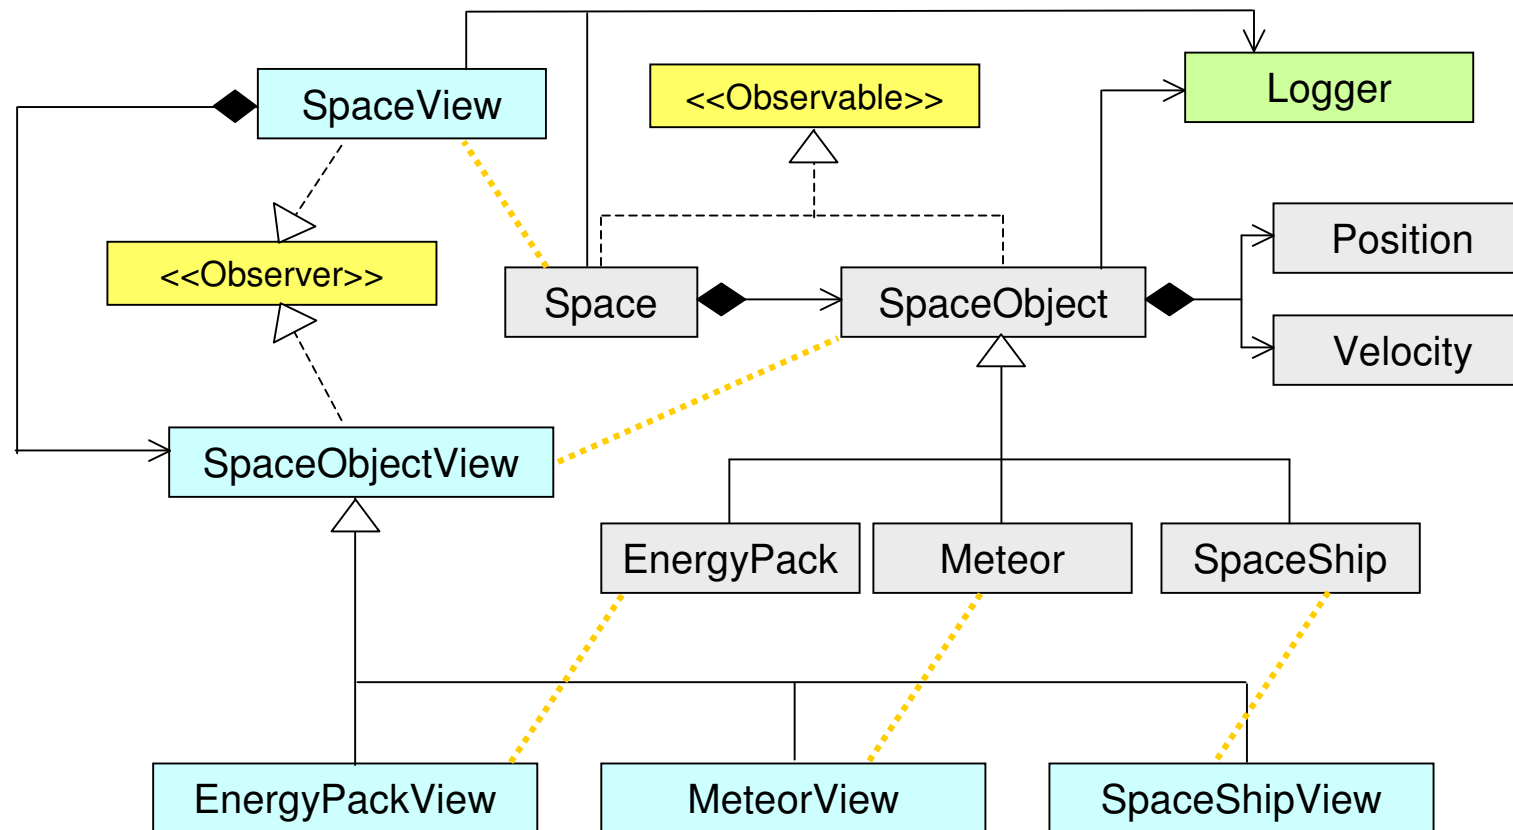 SpaceView
<<Observable>>
Logger
<<Observer>>
Space
SpaceObject
Position
Velocity
SpaceObjectView
EnergyPack
Meteor
SpaceShip
EnergyPackView
MeteorView
SpaceShipView